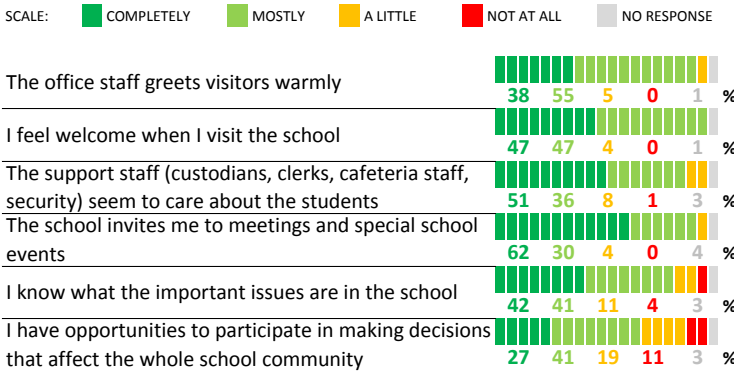 SCALE: COMPLETELY MOSTLY A LITTLE NOT AT ALL NO RESPONSE
The office staff greets visitors warmly
38 55 5 0 1 %
I feel welcome when I visit the school
47 47 4 0 1 %
The support staff (custodians, clerks, cafeteria staff,
security) seem to care about the students
51 36 8 1 3 %
The school invites me to meetings and special school
events
62 30 4 0 4 %
I know what the important issues are in the school
42 41 11 4 3 %
I have opportunities to participate in making decisions
that affect the whole school community
27 41 19 11 3 %